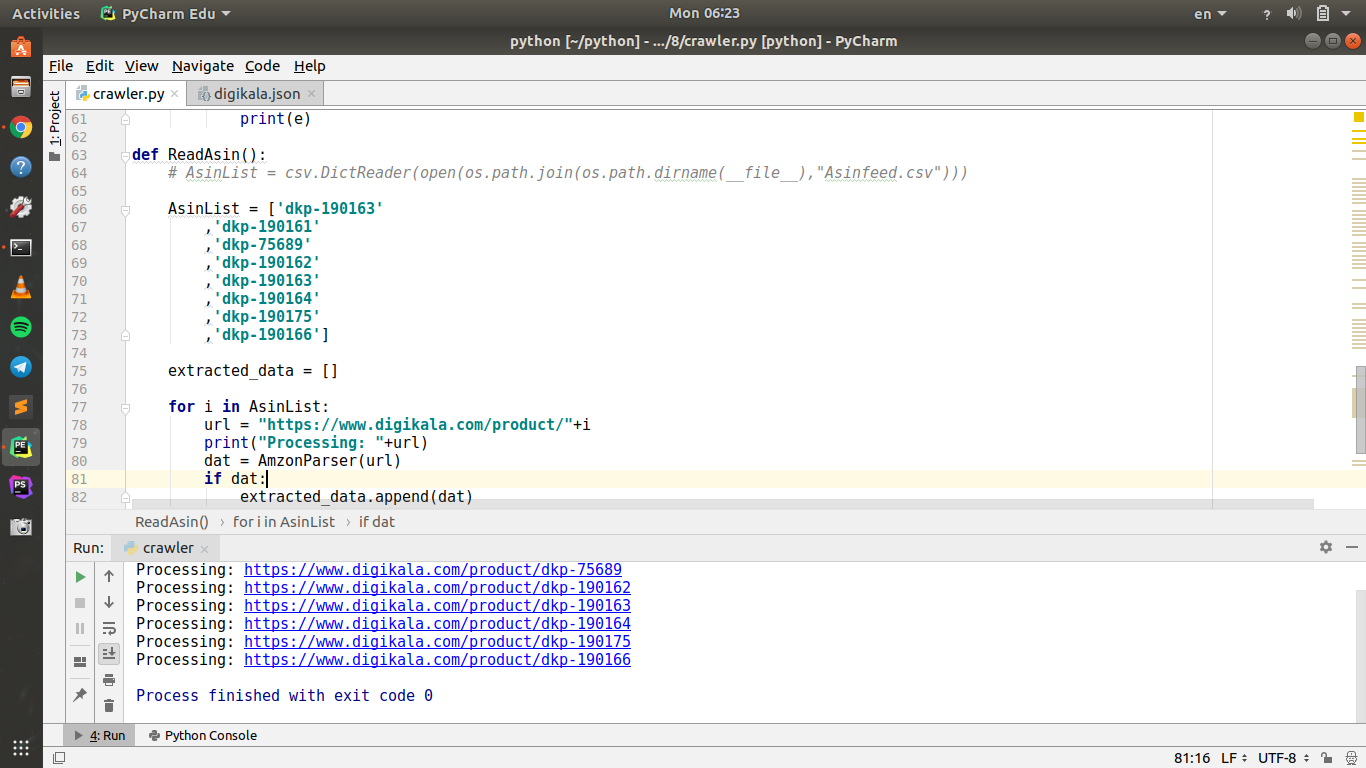 Activities PyCharm Edu Mon 06:23 en ?
python [~/python] - .../8/crawler.py [python] - PyCharm
File Edit View Navigate Code Help
crawler.py digikala.json
1: Project
61 print(e)
62
63 def ReadAsin():
64 # AsinList = csv.DictReader(open(os.path.join(os.path.dirname(__file__),"Asinfeed.csv")))
65
66 AsinList = ['dkp-190163'
67 ,'dkp-190161'
68 ,'dkp-75689'
69 ,'dkp-190162'
70 ,'dkp-190163'
71 ,'dkp-190164'
72 ,'dkp-190175'
73 ,'dkp-190166']
74
75 extracted_data = []
76
77 for i in AsinList:
78 url = "https://www.digikala.com/product/"+i
79 print("Processing: "+url)
80 dat = AmzonParser(url)
81 if dat:
82 extracted_data.append(dat)
ReadAsin() › for i in AsinList › if dat
Run: crawler
Processing: https://www.digikala.com/product/dkp-75689
Processing: https://www.digikala.com/product/dkp-190162
Processing: https://www.digikala.com/product/dkp-190163
Processing: https://www.digikala.com/product/dkp-190164
Processing: https://www.digikala.com/product/dkp-190175
Processing: https://www.digikala.com/product/dkp-190166
Process finished with exit code 0
4: Run Python Console
81:16 LF UTF-8